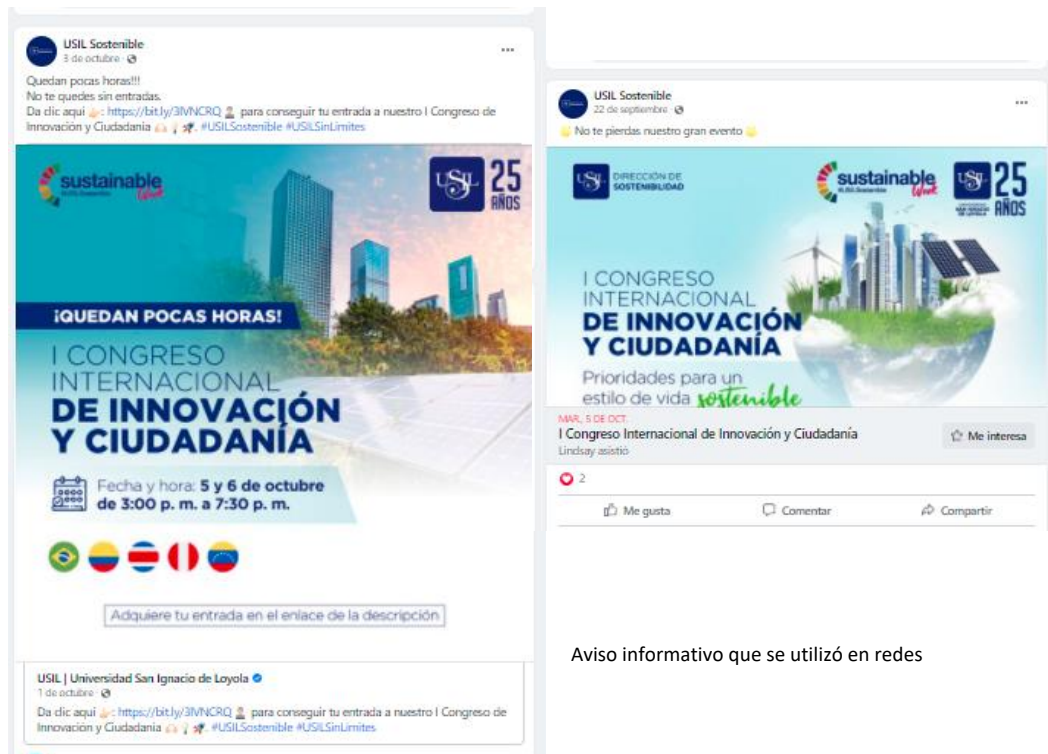 USIL Sostenible
3 de octubre ·
Quedan pocas horas!!!
No te quedes sin entradas.
Da clic aquí 👉🏻: https://bit.ly/3lVNCRQ para conseguir tu entrada a nuestro I Congreso de
Innovación y Ciudadanía #USILSostenible #USILSinLimites
sustainable
Week
USIL
25
AÑOS
¡QUEDAN POCAS HORAS!
I CONGRESO
INTERNACIONAL
DE INNOVACIÓN
Y CIUDADANÍA
Fecha y hora: 5 y 6 de octubre
de 3:00 p. m. a 7:30 p. m.
Adquiere tu entrada en el enlace de la descripción
USIL | Universidad San Ignacio de Loyola
1 de octubre ·
Da clic aquí 👉🏻: https://bit.ly/3lVNCRQ para conseguir tu entrada a nuestro I Congreso de
Innovación y Ciudadanía #USILSostenible #USILSinLimites
USIL Sostenible
22 de septiembre ·
No te pierdas nuestro gran evento
USIL
DIRECCIÓN DE
SOSTENIBILIDAD
sustainable
Week
USIL
25
AÑOS
I CONGRESO
INTERNACIONAL
DE INNOVACIÓN
Y CIUDADANÍA
Prioridades para un
estilo de vida sostenible
MAR, 5 DE OCT.
I Congreso Internacional de Innovación y Ciudadanía
Lindsay asistió
Me interesa
2
Me gusta
Comentar
Compartir
Aviso informativo que se utilizó en redes